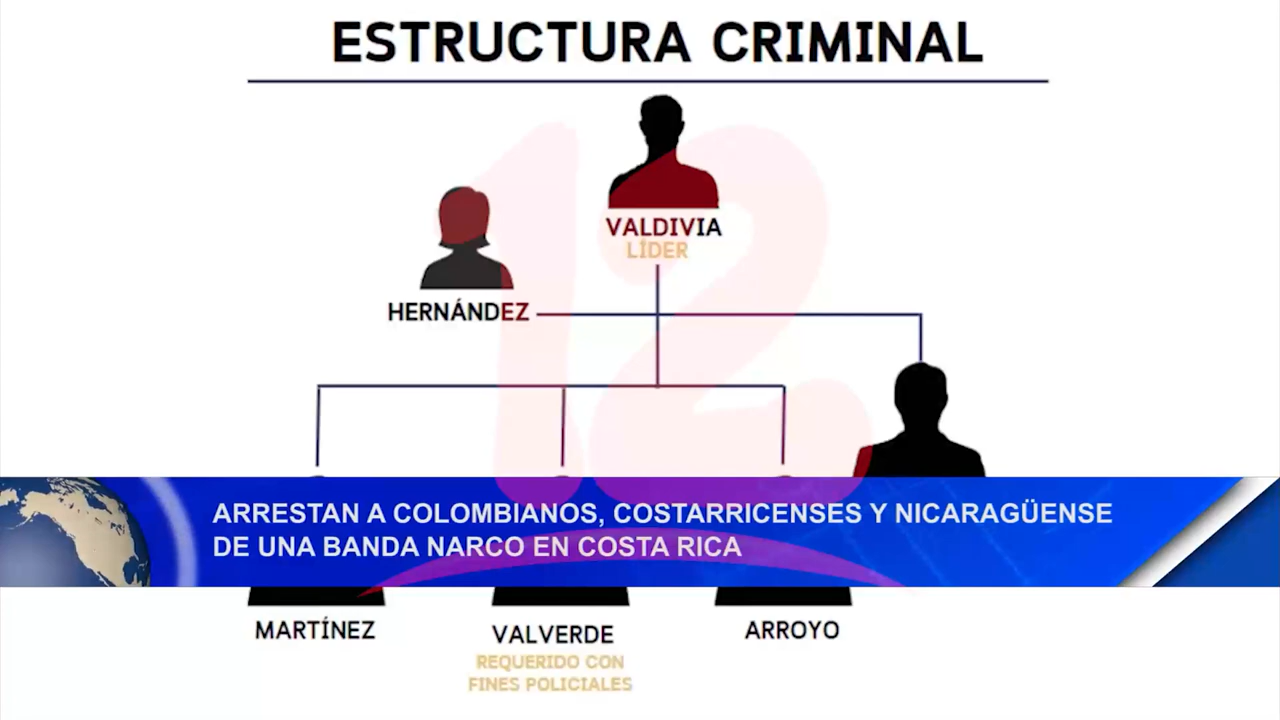 ESTRUCTURA CRIMINAL
VALDIVIA
LÍDER
HERNÁNDEZ
12
ARRESTAN A COLOMBIANOS, COSTARRICENSES Y NICARAGÜENSE
DE UNA BANDA NARCO EN COSTA RICA
MARTÍNEZ
VALVERDE
REQUERIDO CON
FINES POLICIALES
ARROYO